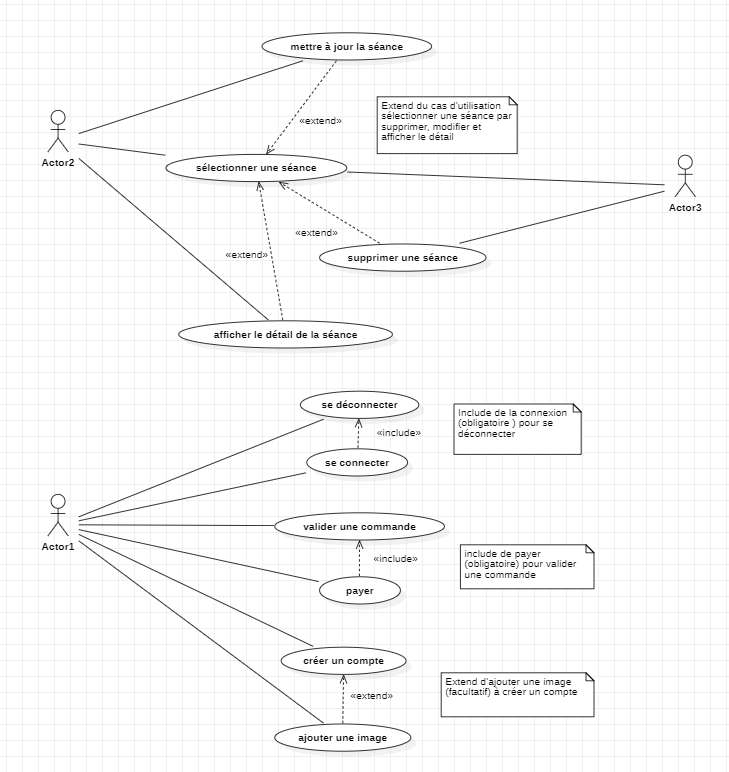 mettre à jour la séance
Extend du cas d'utilisation
sélectionner une séance par
supprimer, modifier et
afficher le détail
«extend»
Actor2
sélectionner une séance
Actor3
«extend»
«extend»
supprimer une séance
afficher le détail de la séance
se déconnecter
Include de la connexion
(obligatoire ) pour se
déconnecter
«include»
se connecter
Actor1
valider une commande
include de payer
(obligatoire) pour valider
une commande
«include»
payer
créer un compte
Extend d'ajouter une image
(facultatif) à créer un compte
«extend»
ajouter une image